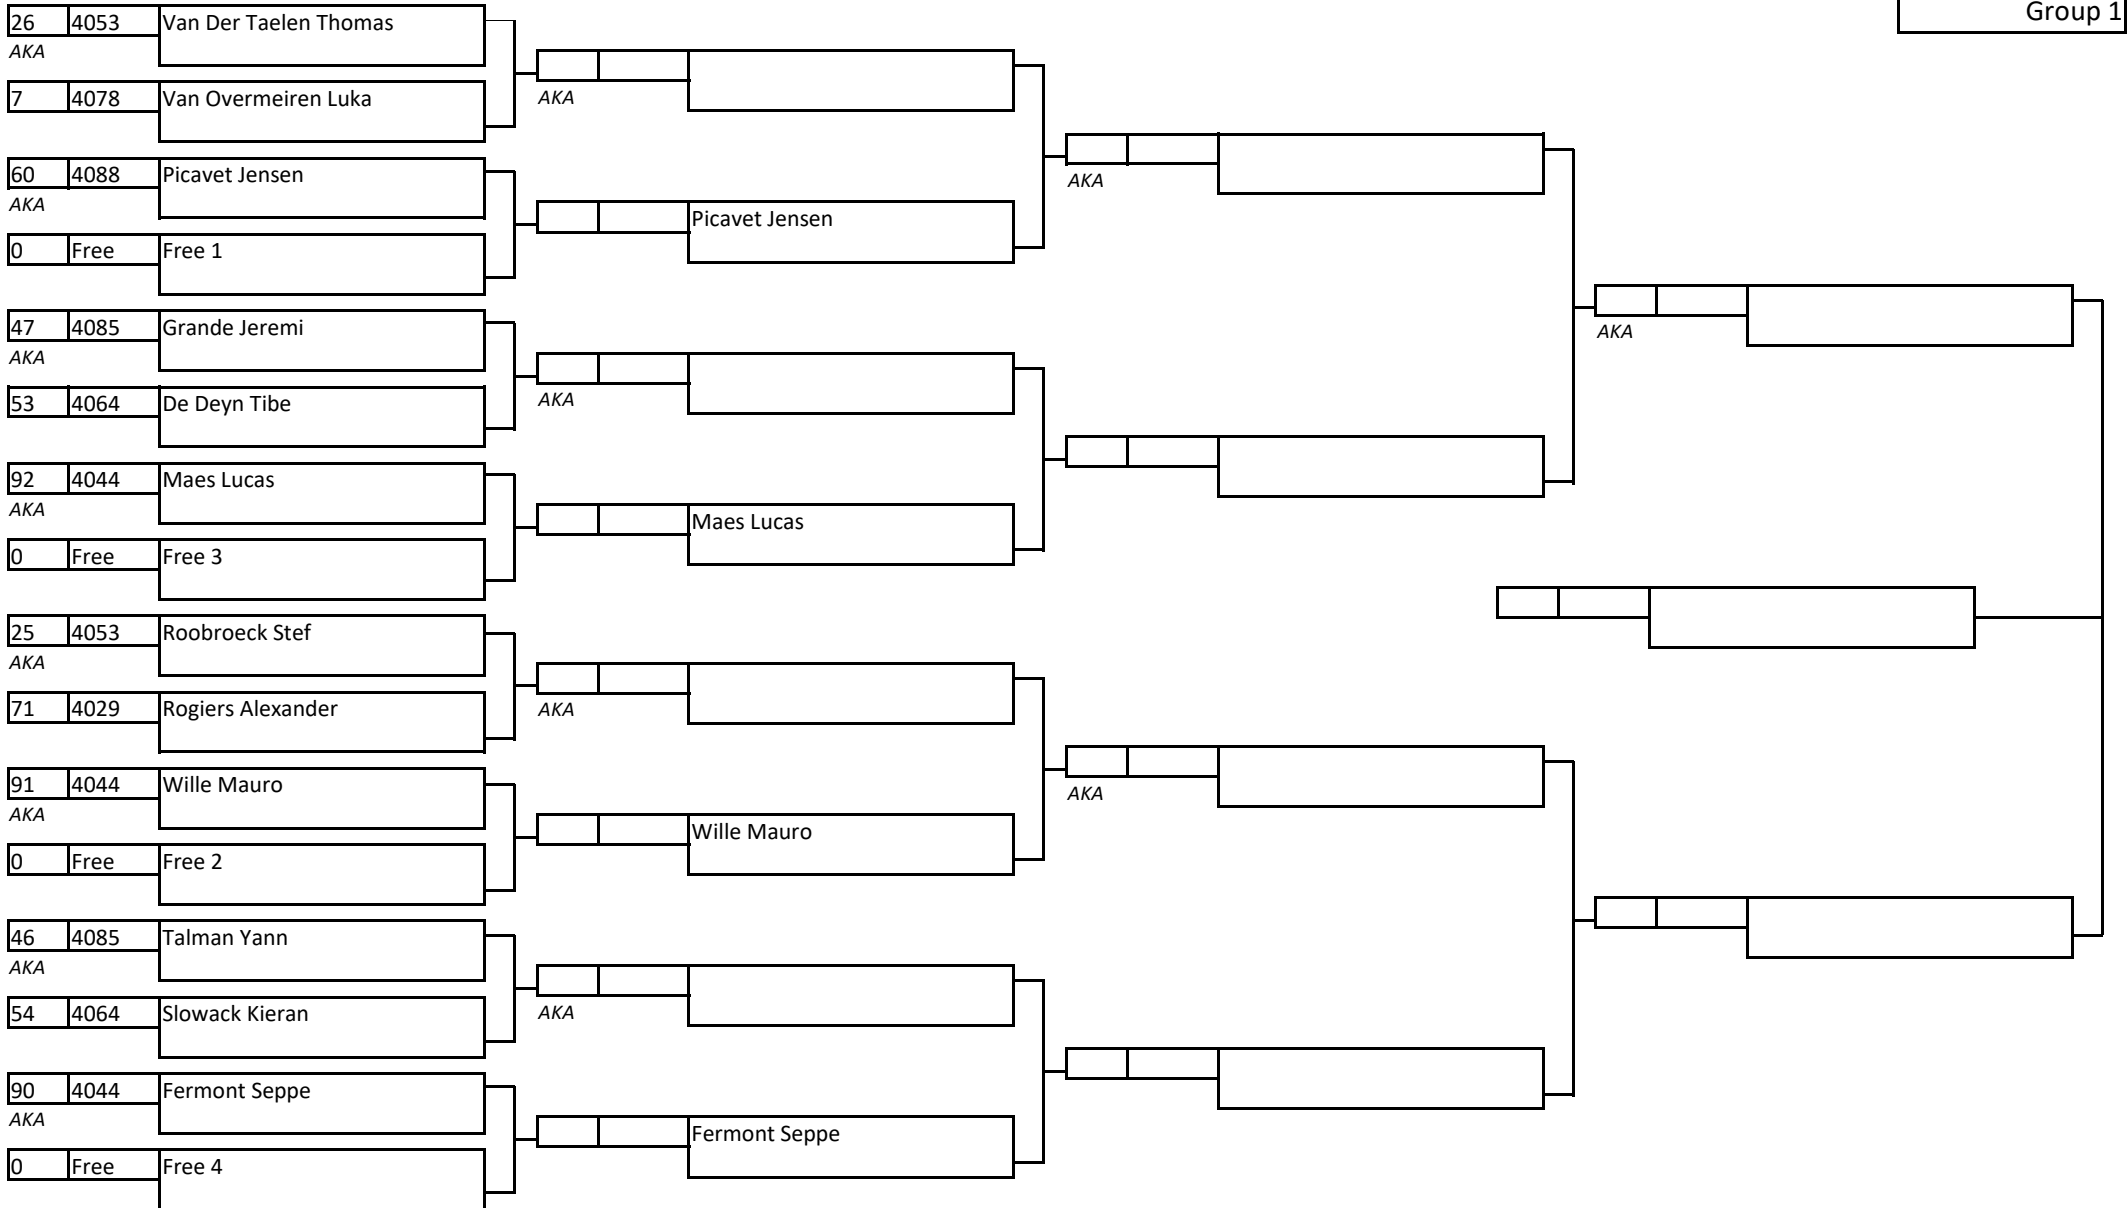 Group 1
26 4053 Van Der Taelen Thomas
AKA
7 4078 Van Overmeiren Luka
AKA
AKA
60 4088 Picavet Jensen
AKA
Picavet Jensen
0 Free Free 1
AKA
47 4085 Grande Jeremi
AKA
53 4064 De Deyn Tibe
AKA
92 4044 Maes Lucas
AKA
Maes Lucas
0 Free Free 3
25 4053 Roobroeck Stef
AKA
71 4029 Rogiers Alexander
AKA
91 4044 Wille Mauro
AKA
AKA
Wille Mauro
0 Free Free 2
46 4085 Talman Yann
AKA
54 4064 Slowack Kieran
AKA
90 4044 Fermont Seppe
AKA
Fermont Seppe
0 Free Free 4